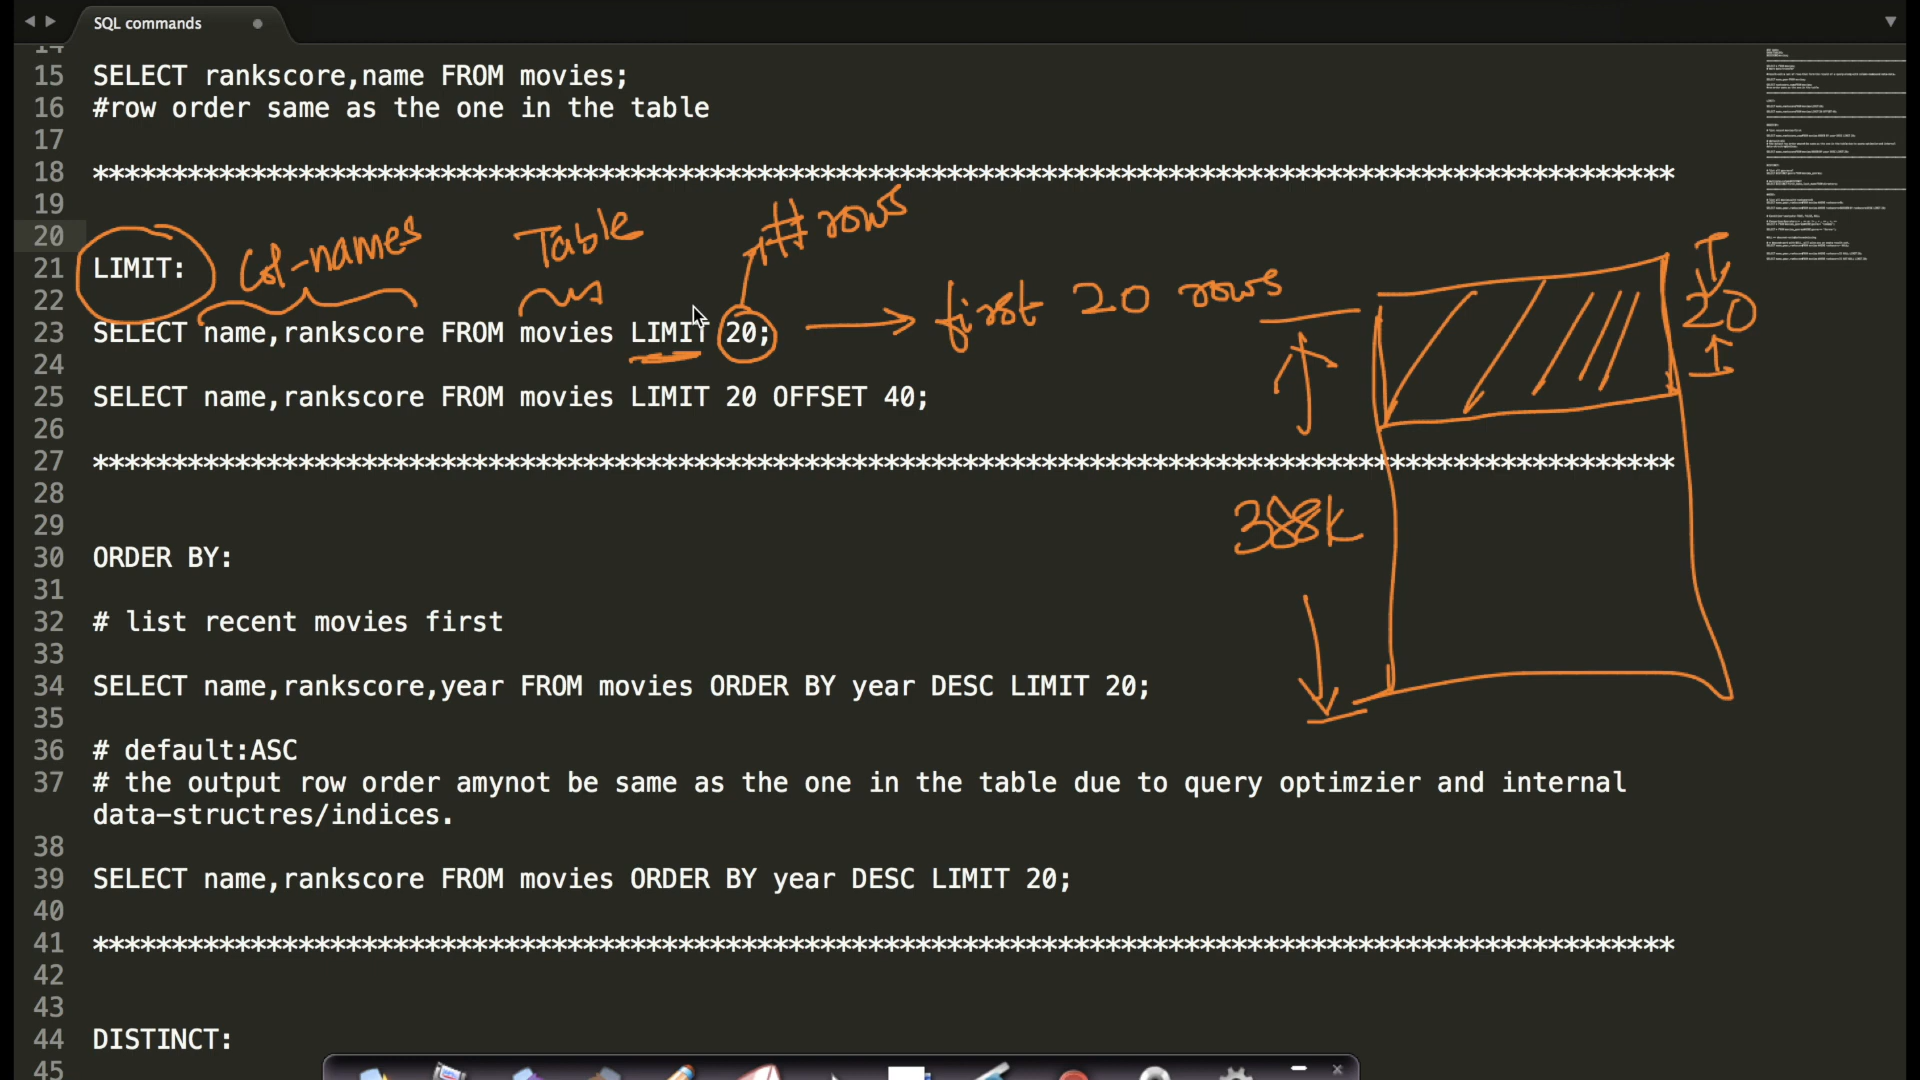 SQL commands
14
15 SELECT rankscore,name FROM movies;
16 #row order same as the one in the table
17
18 ****************************************************************************************************
19
# rows
Table
Col-names
20
21 LIMIT:
22
first 20 rows
20
23 SELECT name,rankscore FROM movies LIMIT 20;
24
25 SELECT name,rankscore FROM movies LIMIT 20 OFFSET 40;
26
27 ****************************************************************************************************
28
388k
29
30 ORDER BY:
31
32 # list recent movies first
33
34 SELECT name,rankscore,year FROM movies ORDER BY year DESC LIMIT 20;
35
36 # default:ASC
37 # the output row order amynot be same as the one in the table due to query optimzier and internal
data-structres/indices.
38
39 SELECT name,rankscore FROM movies ORDER BY year DESC LIMIT 20;
40
41 ****************************************************************************************************
42
43
44 DISTINCT:
45